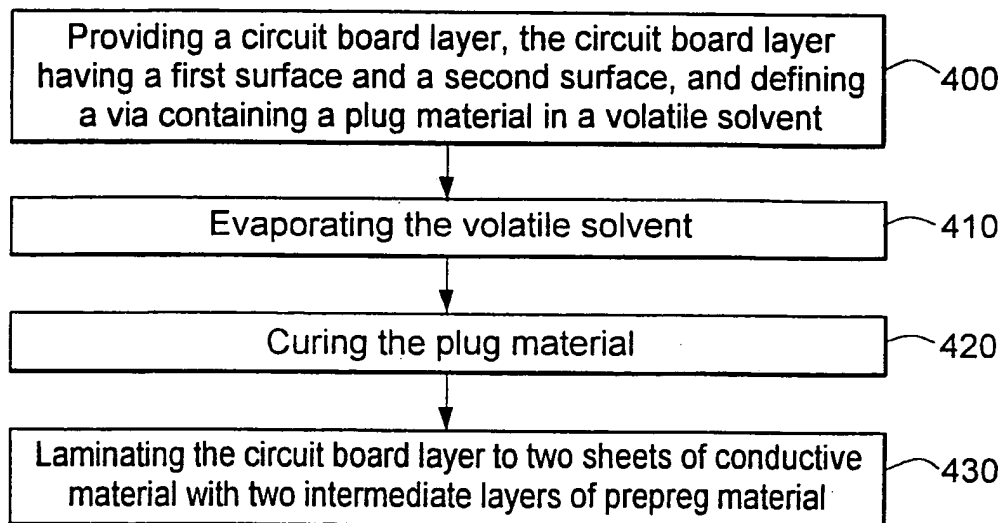 Providing a circuit board layer, the circuit board layer
having a first surface and a second surface, and defining
a via containing a plug material in a volatile solvent
400
Evaporating the volatile solvent
410
Curing the plug material
420
Laminating the circuit board layer to two sheets of conductive
material with two intermediate layers of prepreg material
430